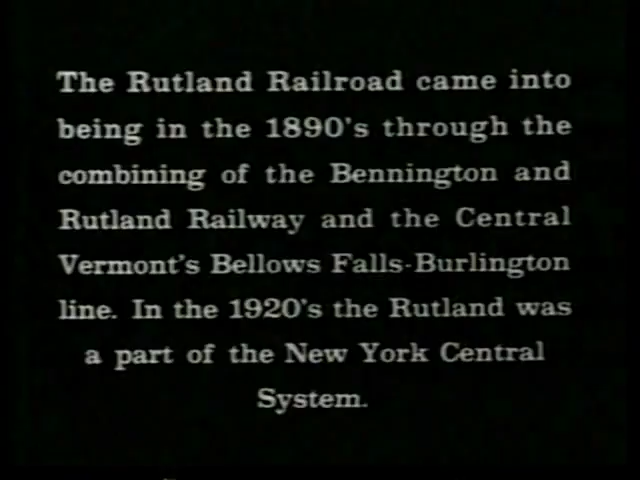 The Rutland Railroad came into
being in the 1890's through the
combining of the Bennington and
Rutland Railway and the Central
Vermont's Bellows Falls-Burlington
line. In the 1920's the Rutland was
a part of the New York Central
System.